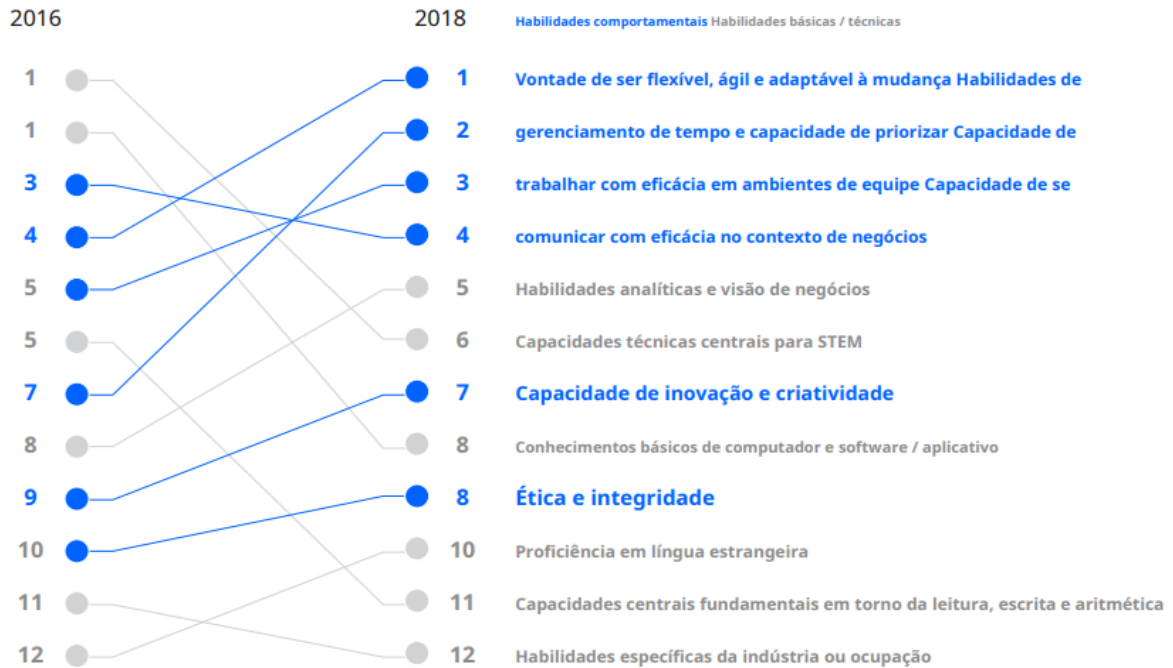 2016 2018 Habilidades comportamentais Habilidades básicas / técnicas
1 1 Vontade de ser flexível, ágil e adaptável à mudança Habilidades de
1 2 gerenciamento de tempo e capacidade de priorizar Capacidade de
3 3 trabalhar com eficácia em ambientes de equipe Capacidade de se
4 4 comunicar com eficácia no contexto de negócios
5 5 Habilidades analíticas e visão de negócios
5 6 Capacidades técnicas centrais para STEM
7 7 Capacidade de inovação e criatividade
8 8 Conhecimentos básicos de computador e software / aplicativo
9 8 Ética e integridade
10 10 Proficiência em língua estrangeira
11 11 Capacidades centrais fundamentais em torno da leitura, escrita e aritmética
12 12 Habilidades específicas da indústria ou ocupação